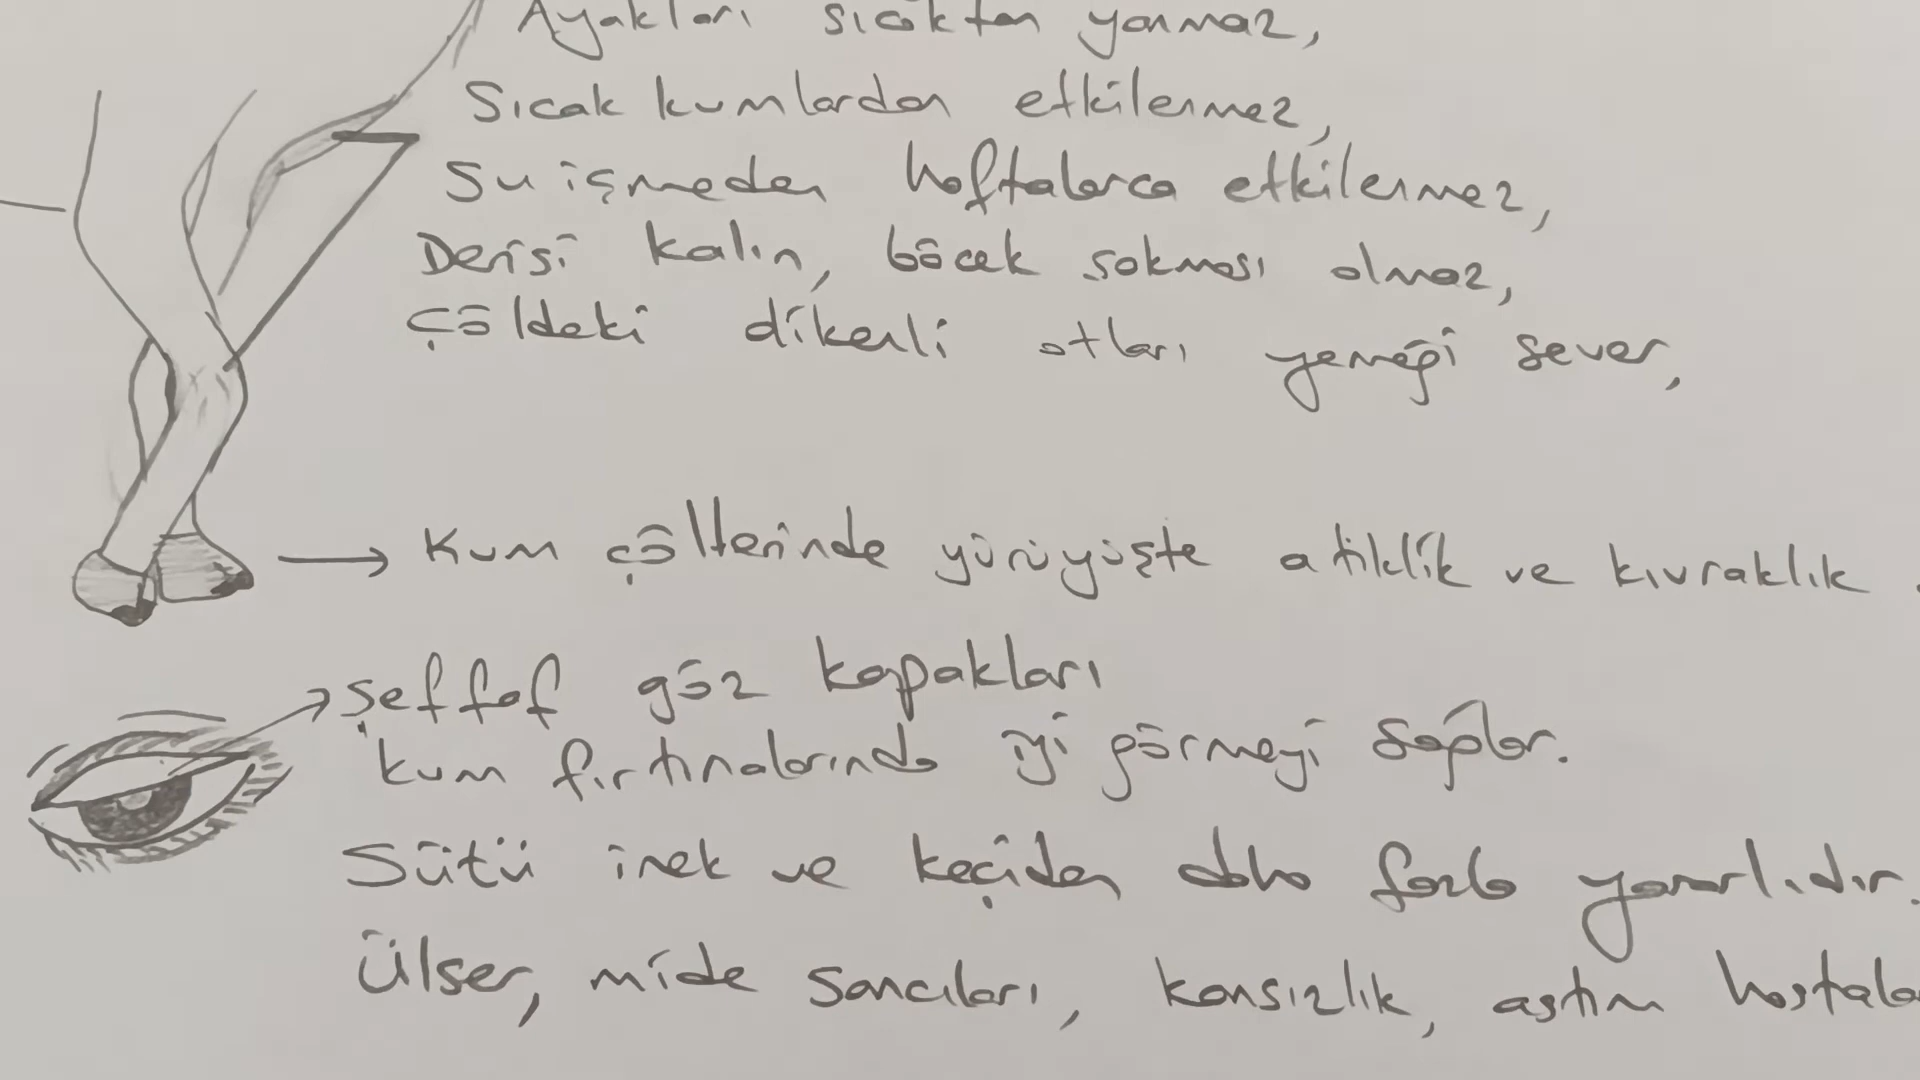 Ayakları sıcaktan yanmaz,
Sıcak kumlardan etkilenmez,
Su içmeden haftalarca etkilenmez,
Derisi kalın, böcek sokması olmaz,
Çöldeki dikenli otları yemeği sever,
Kum çöllerinde yürüyüşte atiklik ve kıvraklık.
Şeffaf göz kapakları
kum fırtınalarında iyi görmeyi sağlar.
Sütü inek ve keçiden daha fazla yararlıdır.
Ülser, mide sancıları, kansızlık, astım hastala